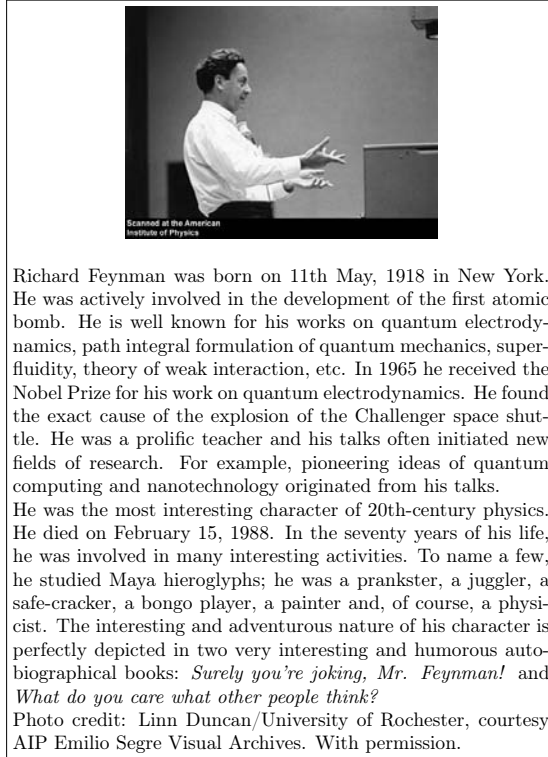 Scanned at the American
Institute of Physics
Richard Feynman was born on 11th May, 1918 in New York.
He was actively involved in the development of the first atomic
bomb. He is well known for his works on quantum electrody-
namics, path integral formulation of quantum mechanics, super-
fluidity, theory of weak interaction, etc. In 1965 he received the
Nobel Prize for his work on quantum electrodynamics. He found
the exact cause of the explosion of the Challenger space shut-
tle. He was a prolific teacher and his talks often initiated new
fields of research. For example, pioneering ideas of quantum
computing and nanotechnology originated from his talks.
He was the most interesting character of 20th-century physics.
He died on February 15, 1988. In the seventy years of his life,
he was involved in many interesting activities. To name a few,
he studied Maya hieroglyphs; he was a prankster, a juggler, a
safe-cracker, a bongo player, a painter and, of course, a physi-
cist. The interesting and adventurous nature of his character is
perfectly depicted in two very interesting and humorous auto-
biographical books: Surely you're joking, Mr. Feynman! and
What do you care what other people think?
Photo credit: Linn Duncan/University of Rochester, courtesy
AIP Emilio Segre Visual Archives. With permission.